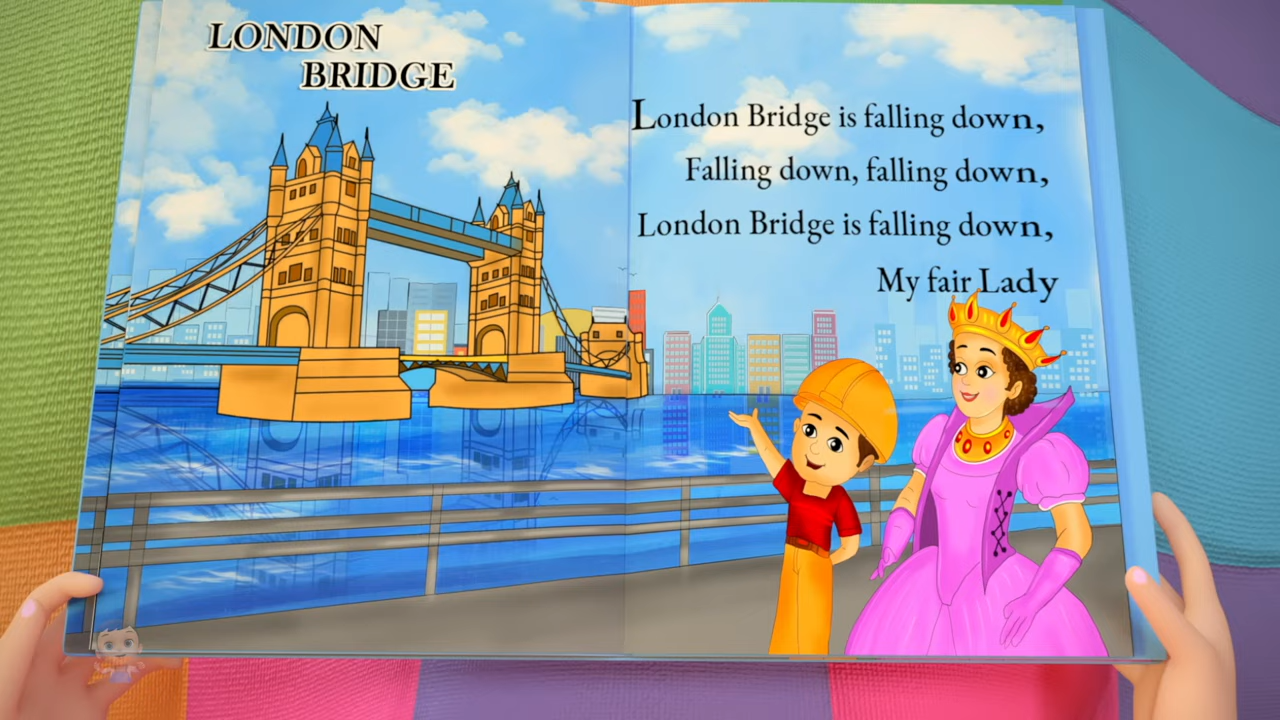 LONDON
BRIDGE
London Bridge is falling down,
Falling down, falling down,
London Bridge is falling down,
My fair Lady